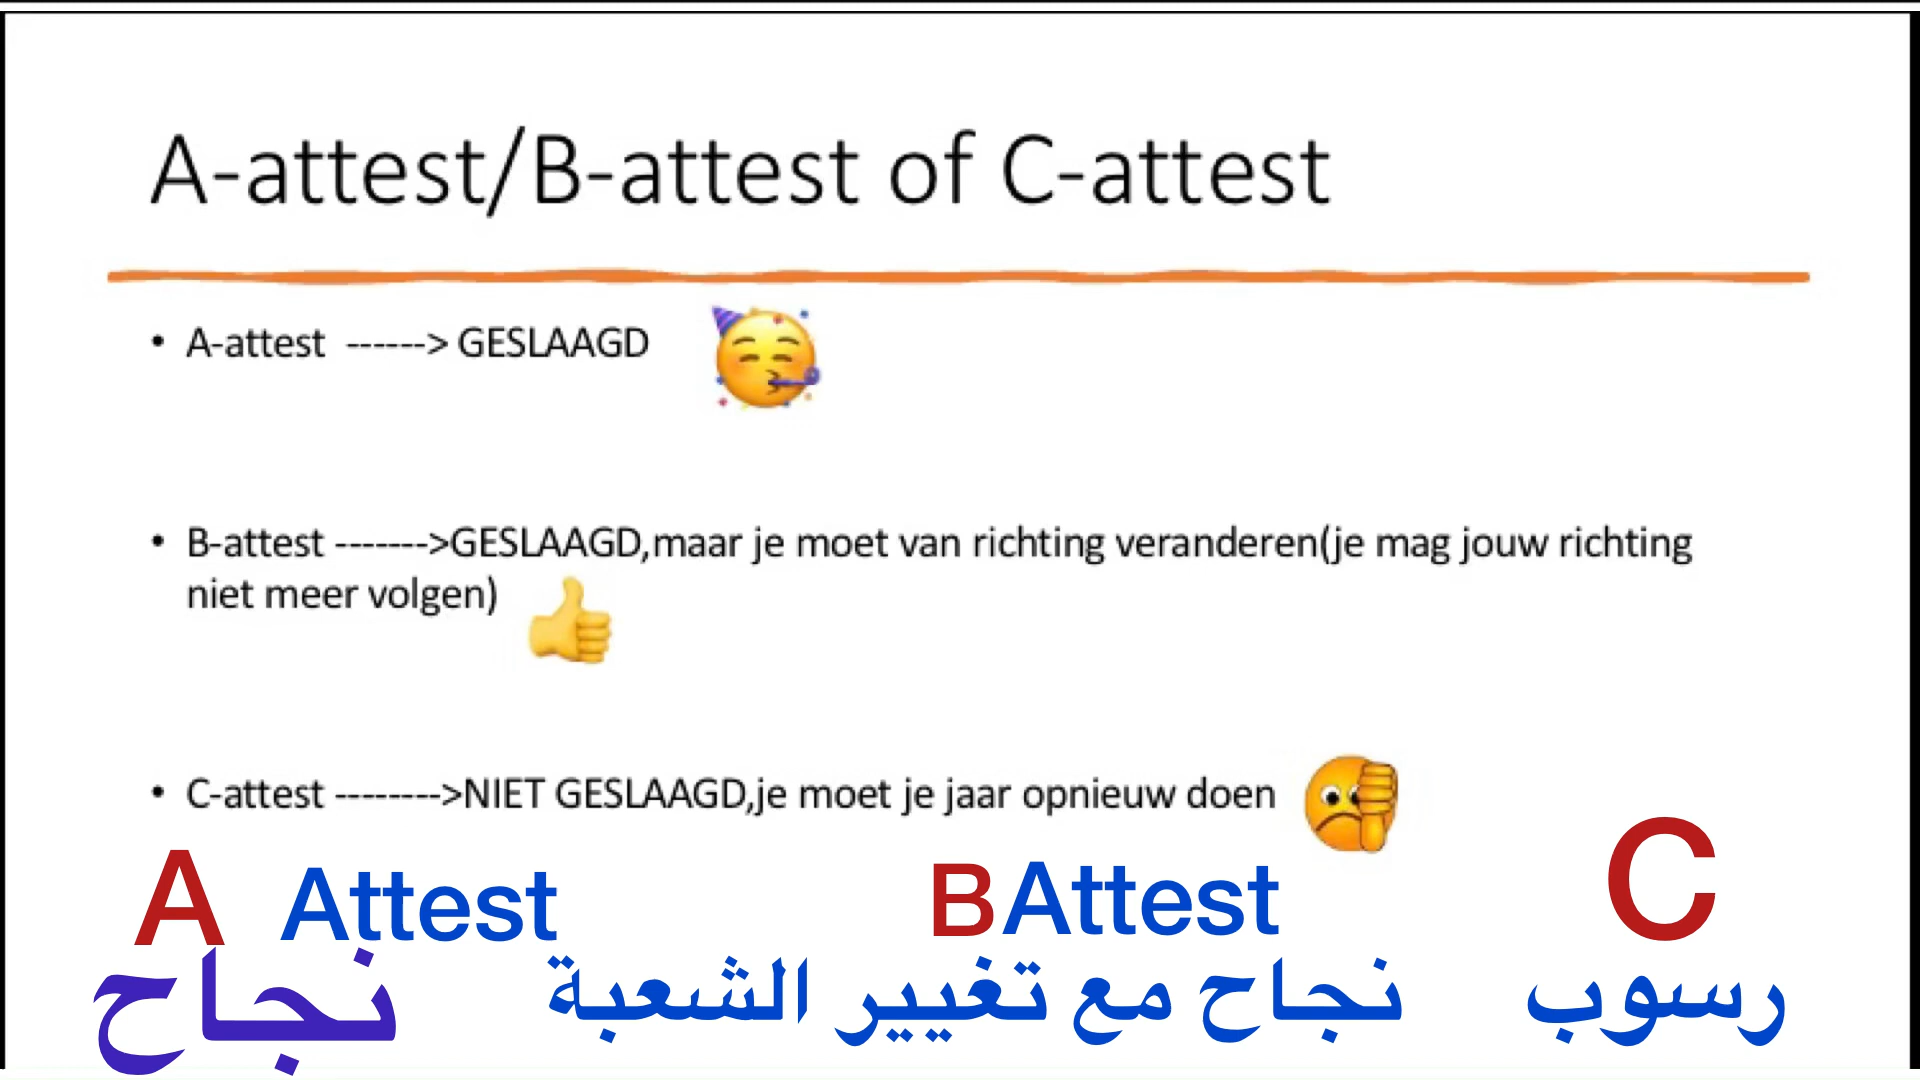 A-attest/B-attest of C-attest
• A-attest ------> GESLAAGD
• B-attest ------->GESLAAGD,maar je moet van richting veranderen(je mag jouw richting
niet meer volgen)
• C-attest -------->NIET GESLAAGD,je moet je jaar opnieuw doen
A Attest
BAttest
C
نجاح
نجاح مع تغيير الشعبة
رسوب